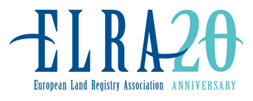 ELRA20
European Land Registry Association ANNIVERSARY